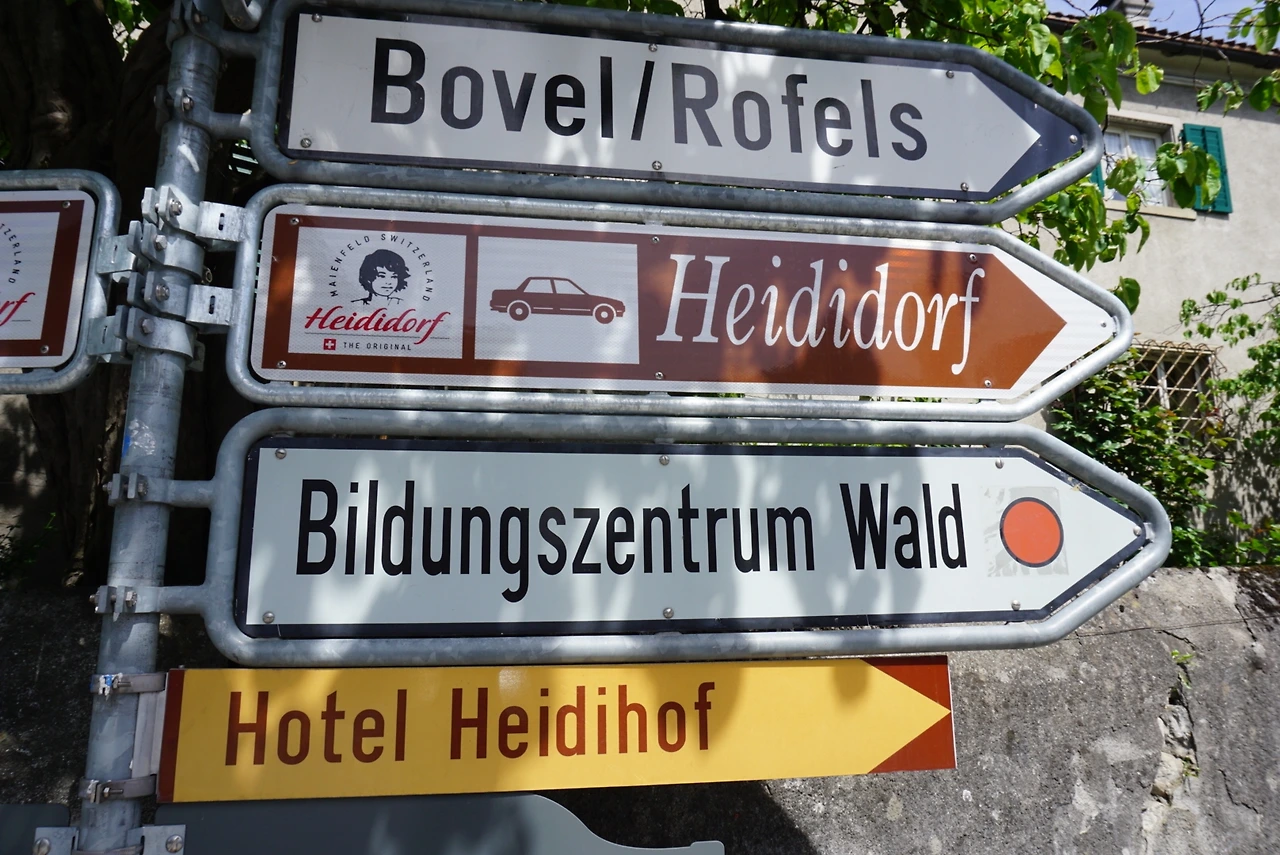 Bovel/Rofels
MAIENFELD SWITZERLAND
Heididorf
THE ORIGINAL
Heididorf
Bildungszentrum Wald
Hotel Heidihof